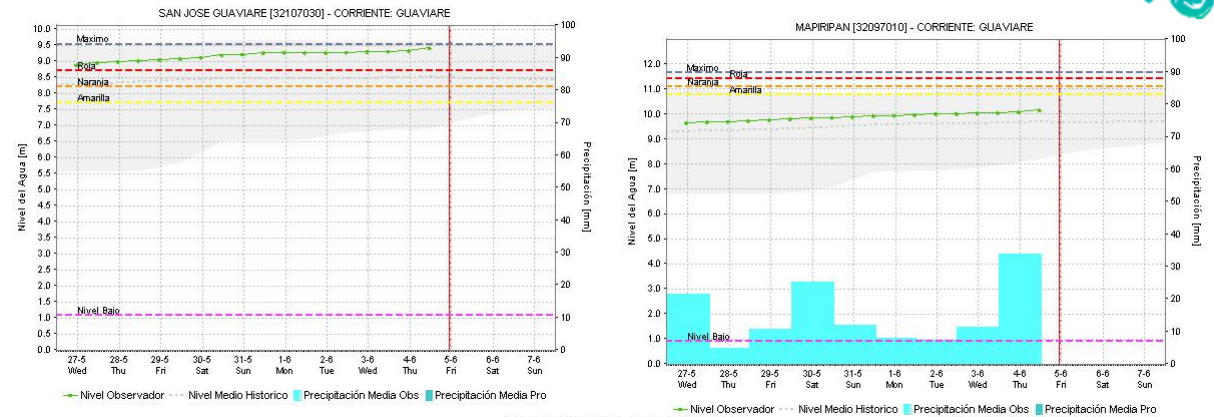 SAN JOSE GUAVIARE [32107030] - CORRIENTE: GUAVIARE
Nivel del Agua [m]
10.0
9.5
9.0
8.5
8.0
7.5
7.0
6.5
6.0
5.5
5.0
4.5
4.0
3.5
3.0
2.5
2.0
1.5
1.0
0.5
0.0
Maximo
Roja
Naranja
Amarilla
Nivel Bajo
Precipitación [mm]
100
90
80
70
60
50
40
30
20
10
0
27-5 28-5 29-5 30-5 31-5 1-6 2-6 3-6 4-6 5-6 6-6 7-6
Wed Thu Fri Sat Sun Mon Tue Wed Thu Fri Sat Sun
Nivel Observador Nivel Medio Historico Precipitación Media Obs Precipitación Media Pro
MAPIRIPAN [32097010] - CORRIENTE: GUAVIARE
Nivel del Agua [m]
12.0
11.0
10.0
9.0
8.0
7.0
6.0
5.0
4.0
3.0
2.0
1.0
0.0
Maximo
Roja
Naranja
Amarilla
Nivel Bajo
Precipitación [mm]
100
90
80
70
60
50
40
30
20
10
0
27-5 28-5 29-5 30-5 31-5 1-6 2-6 3-6 4-6 5-6 6-6 7-6
Wed Thu Fri Sat Sun Mon Tue Wed Thu Fri Sat Sun
Nivel Observador Nivel Medio Historico Precipitación Media Obs Precipitación Media Pro